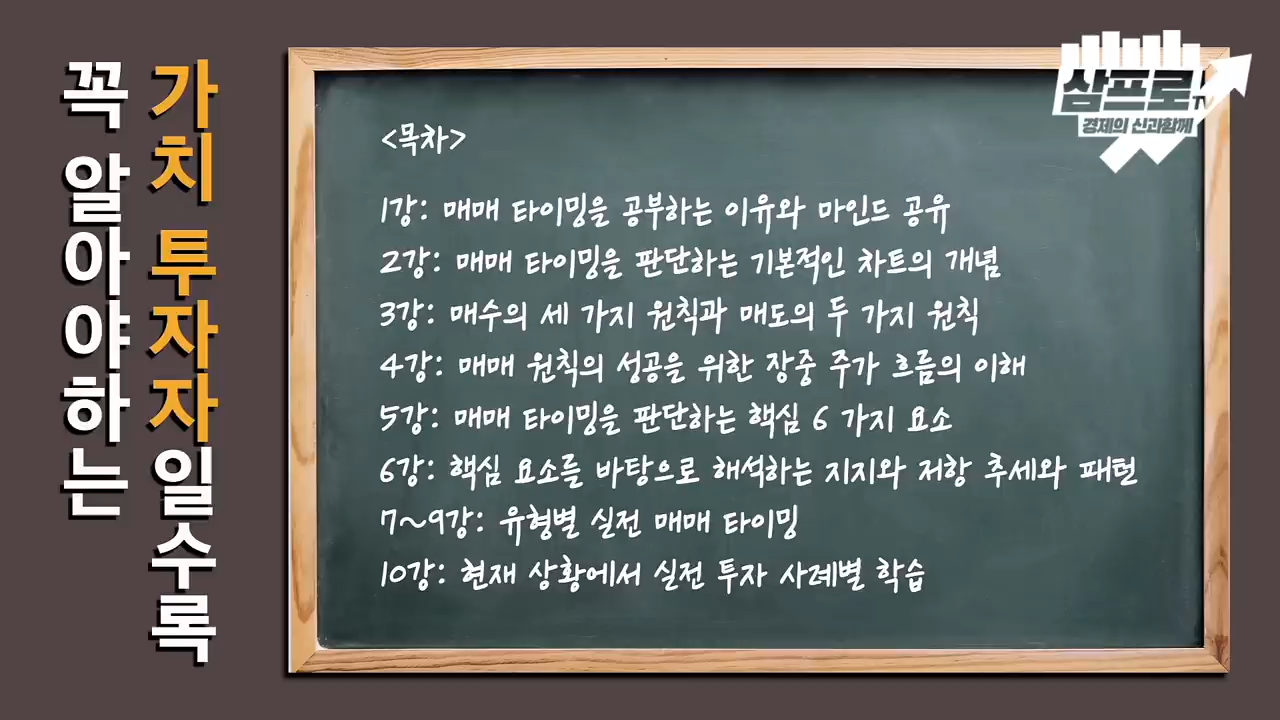 가치 투자자일수록
꼭 알아야하는
<목차>
1강: 매매 타이밍을 공부하는 이유와 마인드 공유
2강: 매매 타이밍을 판단하는 기본적인 차트의 개념
3강: 매수의 세 가지 원칙과 매도의 두 가지 원칙
4강: 매매 원칙의 성공을 위한 장중 주가 흐름의 이해
5강: 매매 타이밍을 판단하는 핵심 6 가지 요소
6강: 핵심 요소를 바탕으로 해석하는 지지와 저항 추세와 패턴
7~9강: 유형별 실전 매매 타이밍
10강: 현재 상황에서 실전 투자 사례별 학습
삼프로TV
경제의 신과함께